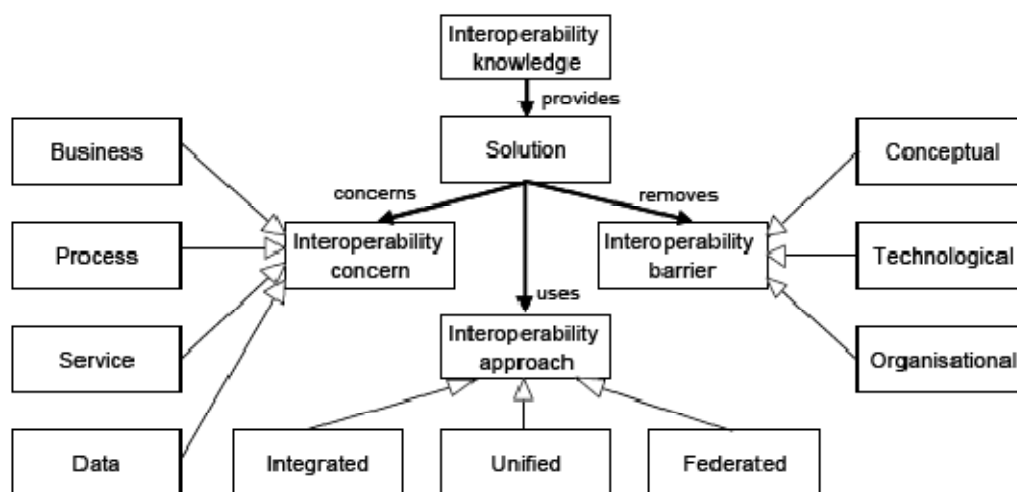 Interoperability
knowledge
provides
Business
Solution
Conceptual
concerns
removes
Process
Interoperability
concern
Interoperability
barrier
Technological
uses
Service
Interoperability
approach
Organisational
Data
Integrated
Unified
Federated